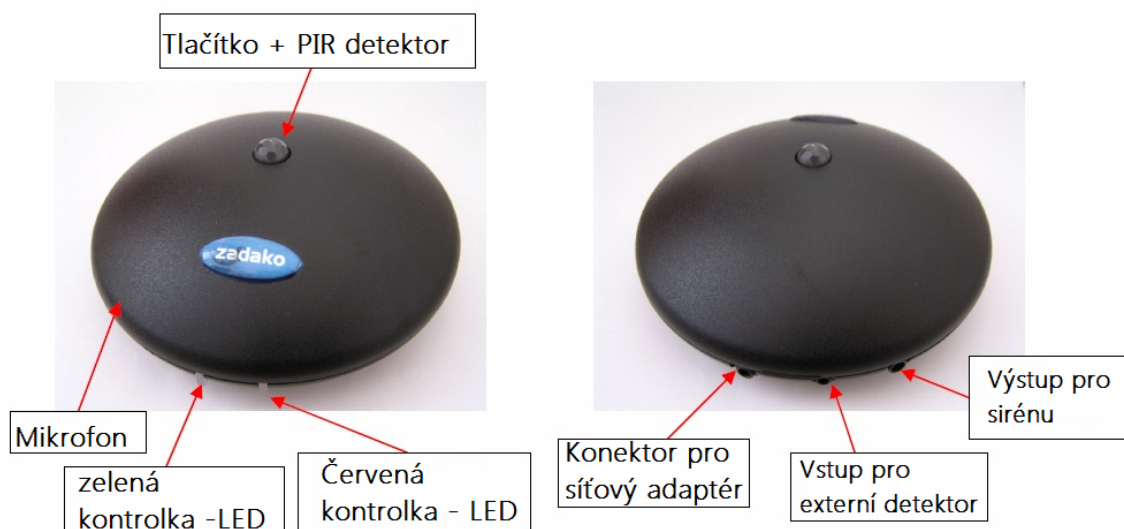 Tlačítko + PIR detektor
zadako
Mikrofon
zelená
kontrolka -LED
Červená
kontrolka - LED
Konektor pro
síťový adaptér
Vstup pro
externí detektor
Výstup pro
sirénu